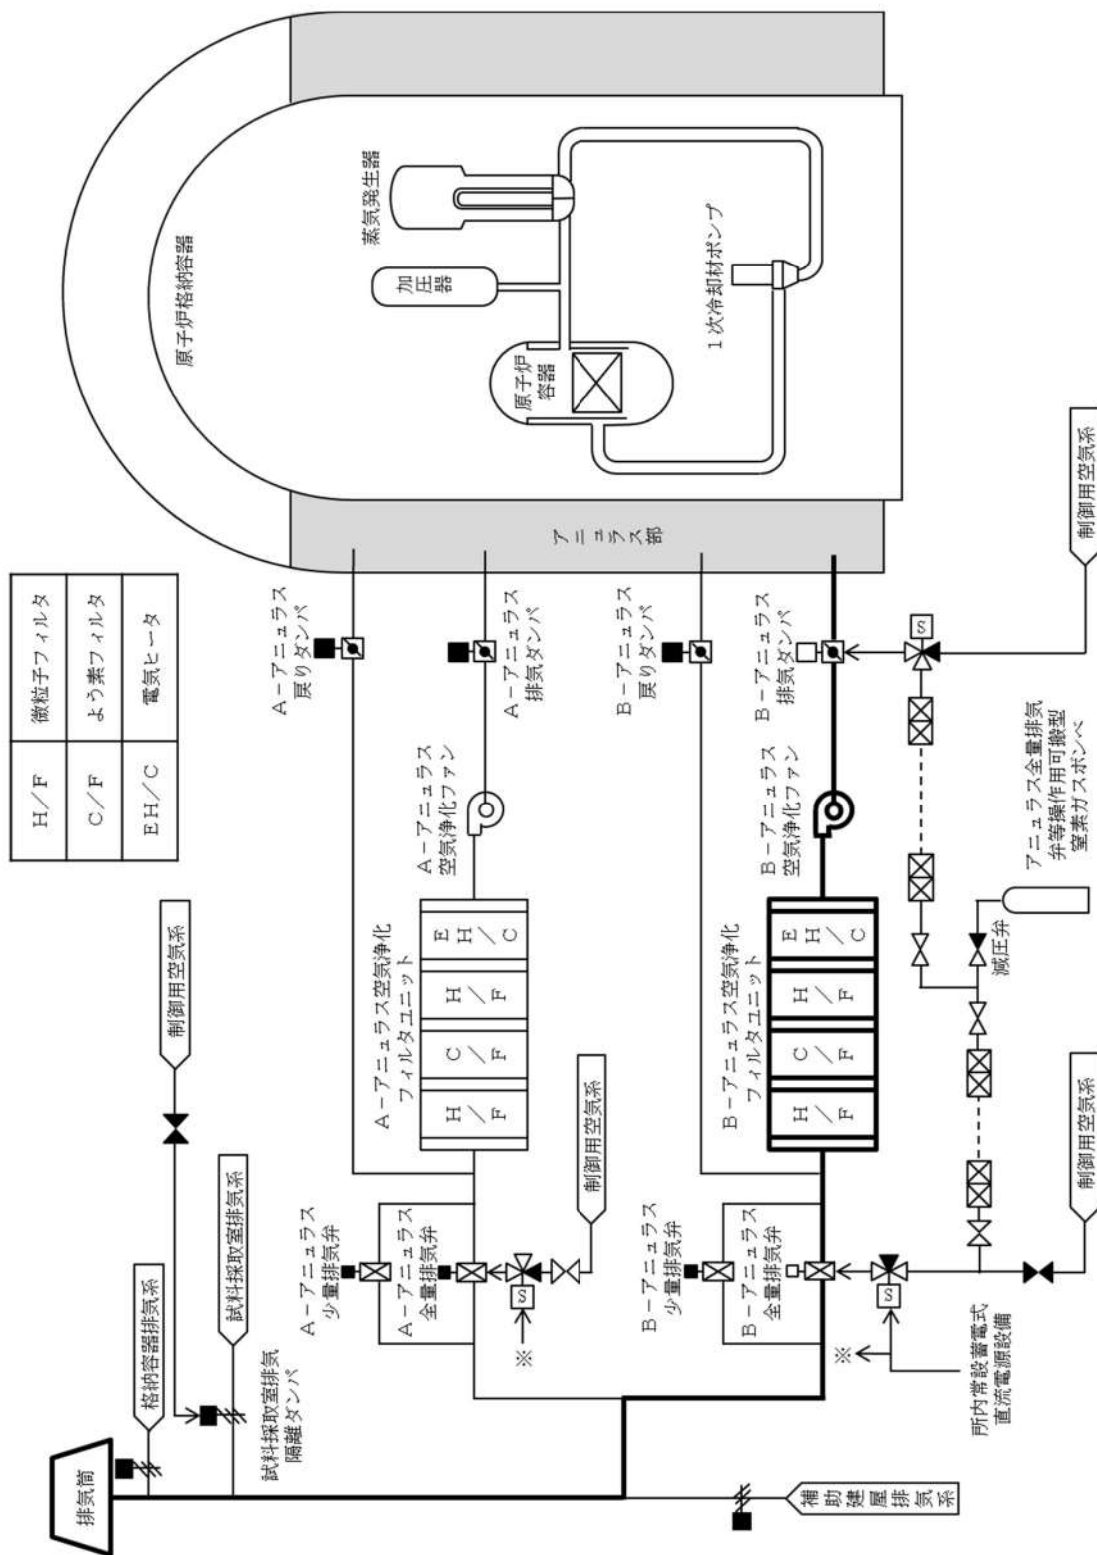 H/F
微粒子フィルタ
C/F
よう素フィルタ
EH/C
電気ヒータ
原子炉格納容器
蒸気発生器
加圧器
原子炉
容器
1次冷却材ポンプ
アニュラス部
排気筒
格納容器排気系
試料採取室排気系
試料採取室排気
隔離ダンパ
制御用空気系
A-アニュラス
戻りダンパ
A-アニュラス
排気ダンパ
A-アニュラス
空気浄化ファン
A-アニュラス空気浄化
フィルタユニット
H/F
C/F
H/F
EH/C
A-アニュラス
少量排気弁
A-アニュラス
全量排気弁
S
※
制御用空気系
B-アニュラス
戻りダンパ
B-アニュラス
排気ダンパ
B-アニュラス
空気浄化ファン
B-アニュラス空気浄化
フィルタユニット
H/F
C/F
H/F
EH/C
B-アニュラス
少量排気弁
B-アニュラス
全量排気弁
S
※
所内常設蓄電式
直流電源設備
制御用空気系
減圧弁
アニュラス全量排気
弁等操作用可搬型
窒素ガスボンベ
S
制御用空気系
補助建屋排気系